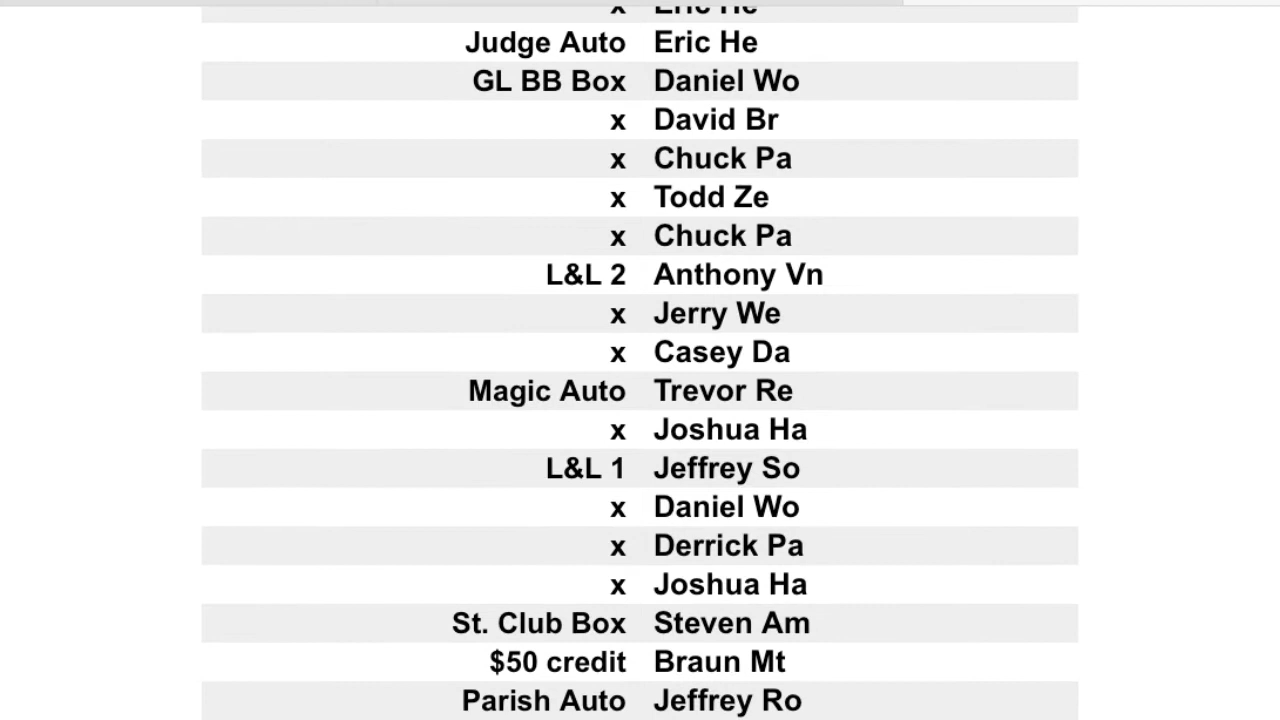 x Eric He
Judge Auto Eric He
GL BB Box Daniel Wo
x David Br
x Chuck Pa
x Todd Ze
x Chuck Pa
L&L 2 Anthony Vn
x Jerry We
x Casey Da
Magic Auto Trevor Re
x Joshua Ha
L&L 1 Jeffrey So
x Daniel Wo
x Derrick Pa
x Joshua Ha
St. Club Box Steven Am
$50 credit Braun Mt
Parish Auto Jeffrey Ro